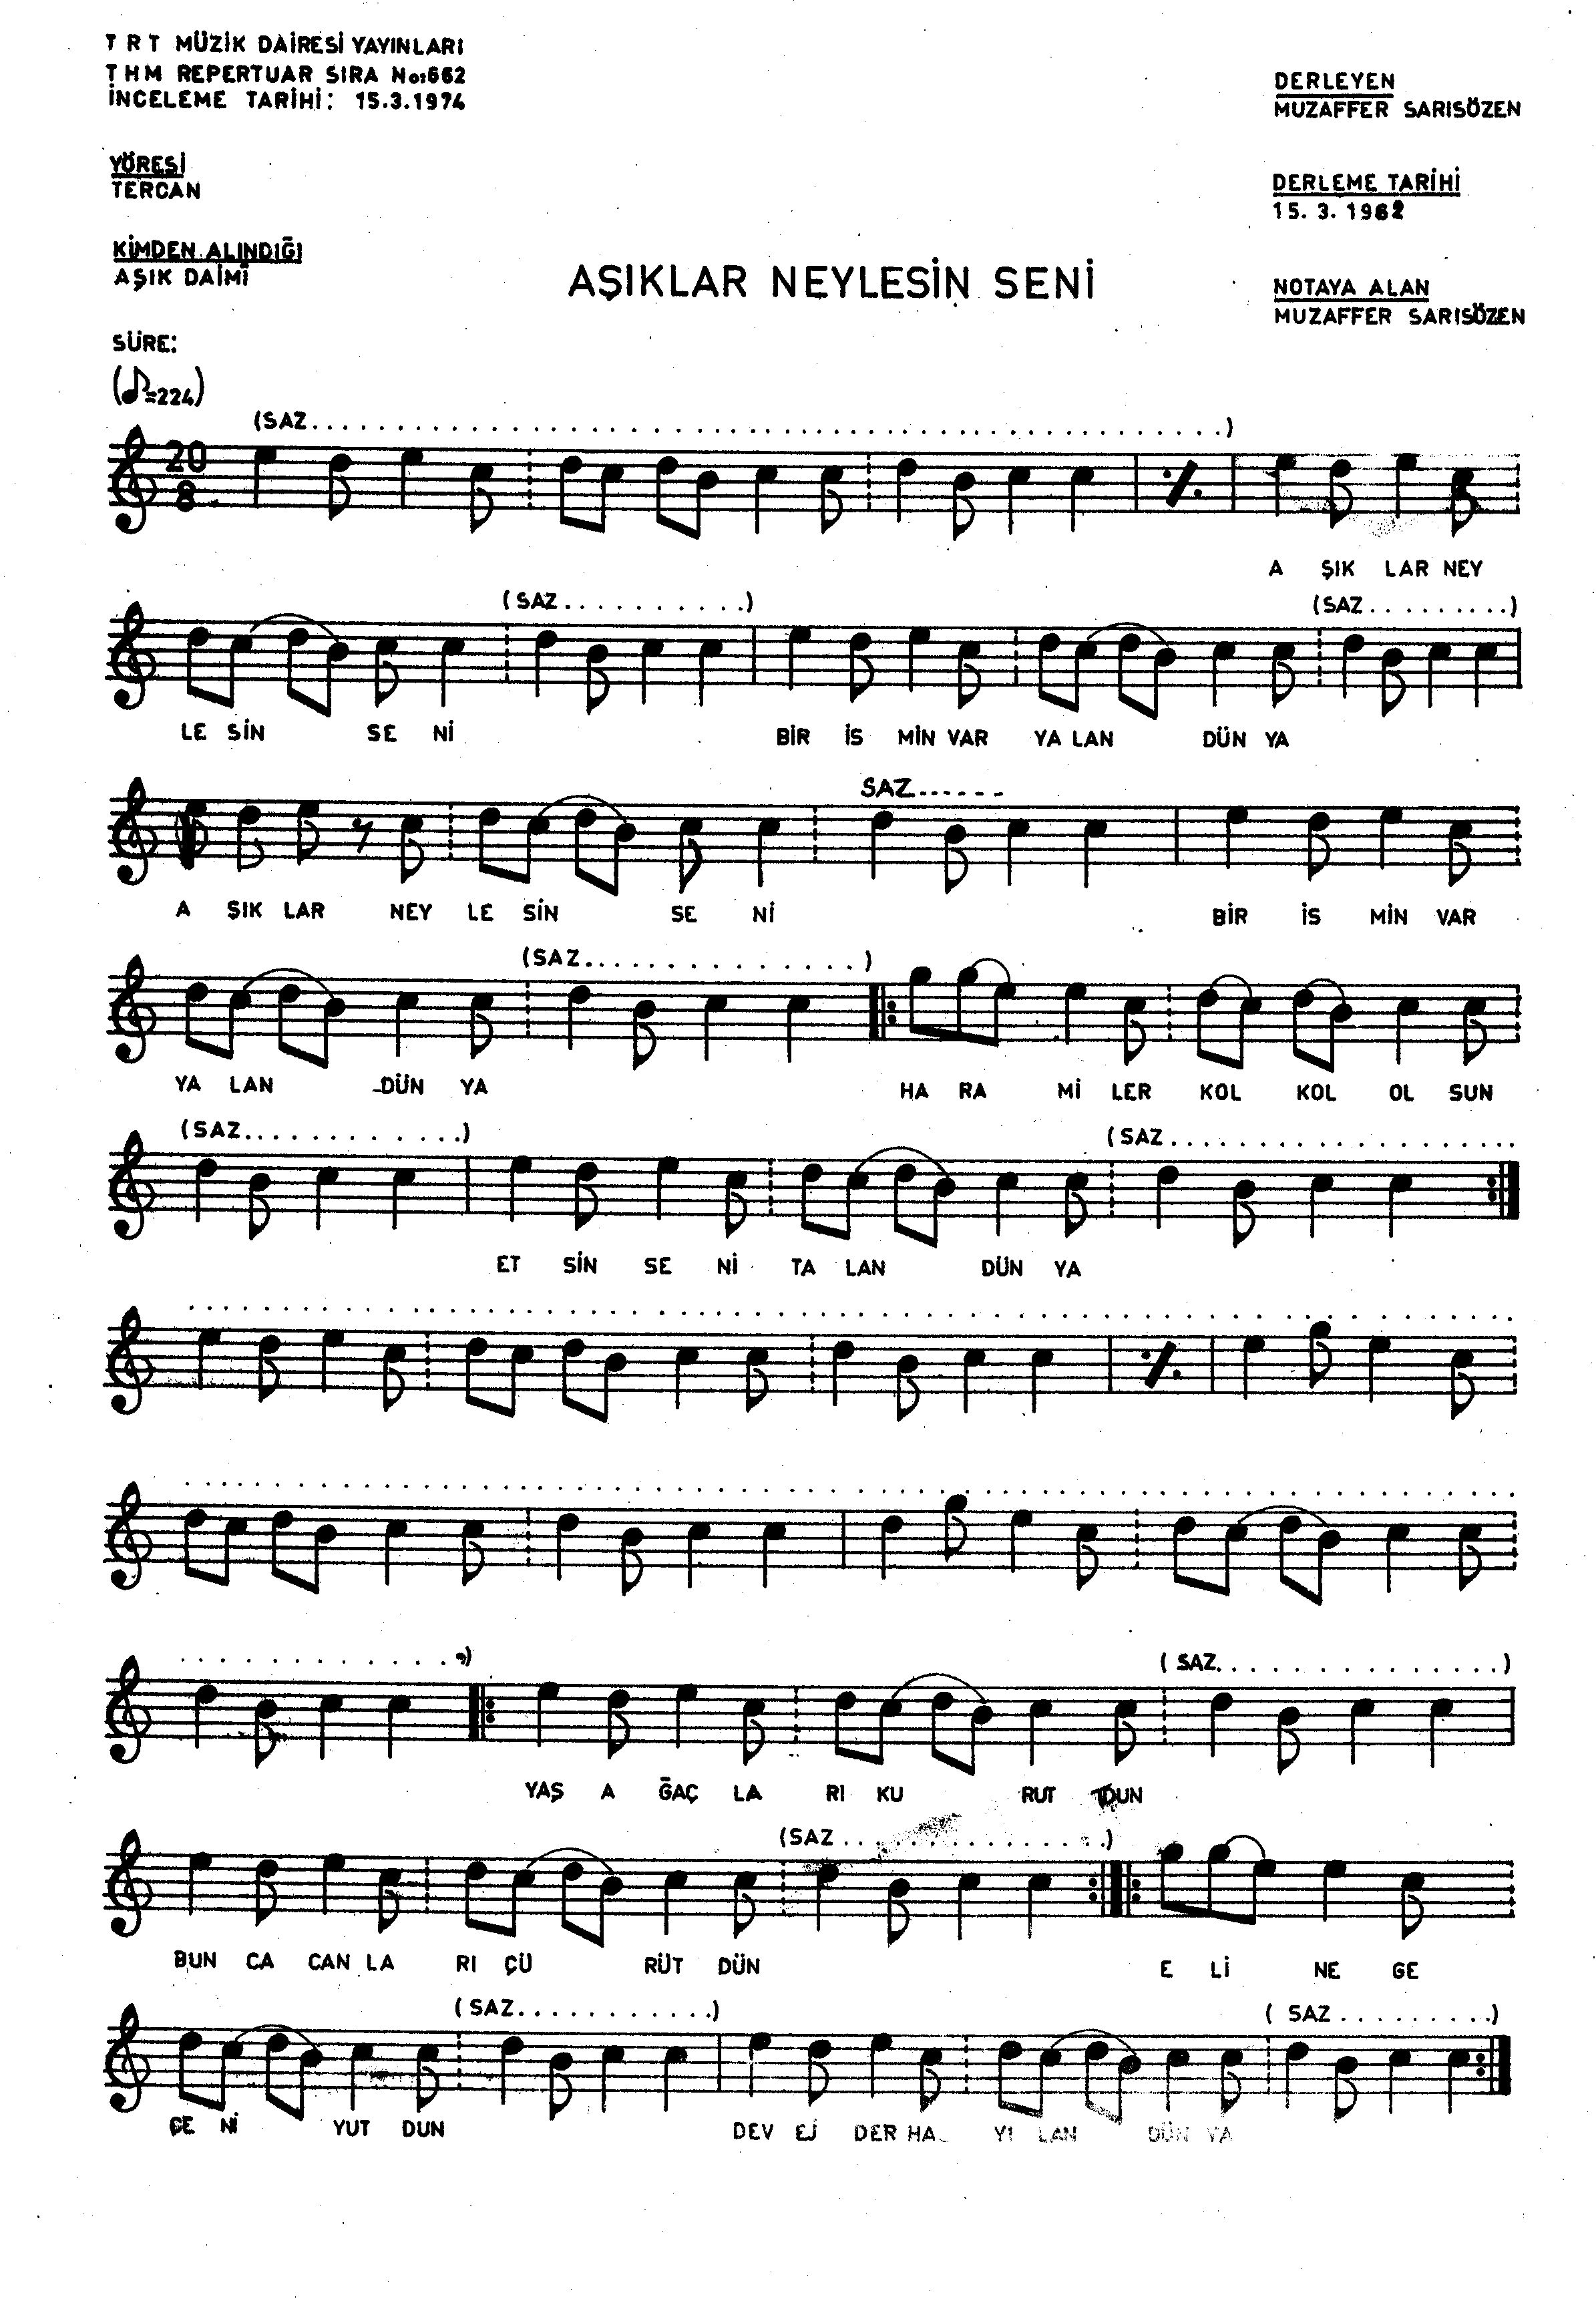 TRT MÜZİK DAİRESİ YAYINLARI
THM REPERTUAR SIRA No:662
İNCELEME TARİHİ: 15.3.1974
DERLEYEN
MUZAFFER SARISÖZEN
YÖRESİ
TERCAN
DERLEME TARİHİ
15. 3. 1962
KİMDEN ALINDIĞI
AŞIK DAİMÎ
AŞIKLAR NEYLESİN SENİ
NOTAYA ALAN
MUZAFFER SARISÖZEN
SÜRE:
(♪=224)
(SAZ...............................................)
20
8
A ŞIK LAR NEY
(SAZ..........) (SAZ.........)
LE SİN SE Nİ BİR İS MİN VAR YA LAN DÜN YA
SAZ......
A ŞIK LAR NEY LE SİN SE Nİ BİR İS MİN VAR
(SAZ..............)
YA LAN DÜN YA HA RA Mİ LER KOL KOL OL SUN
(SAZ.............) (SAZ...................
ET SİN SE Nİ TA LAN DÜN YA
(SAZ...............)
YAŞ A ĞAÇ LA RI KU RUT DUN
(SAZ................)
BUN CA CAN LA RI ÇÜ RÜT DÜN E Lİ NE GE
(SAZ...........) ( SAZ.........)
ÇE Nİ YUT DUN DEV EJ DER HA YI LAN DÜN YA